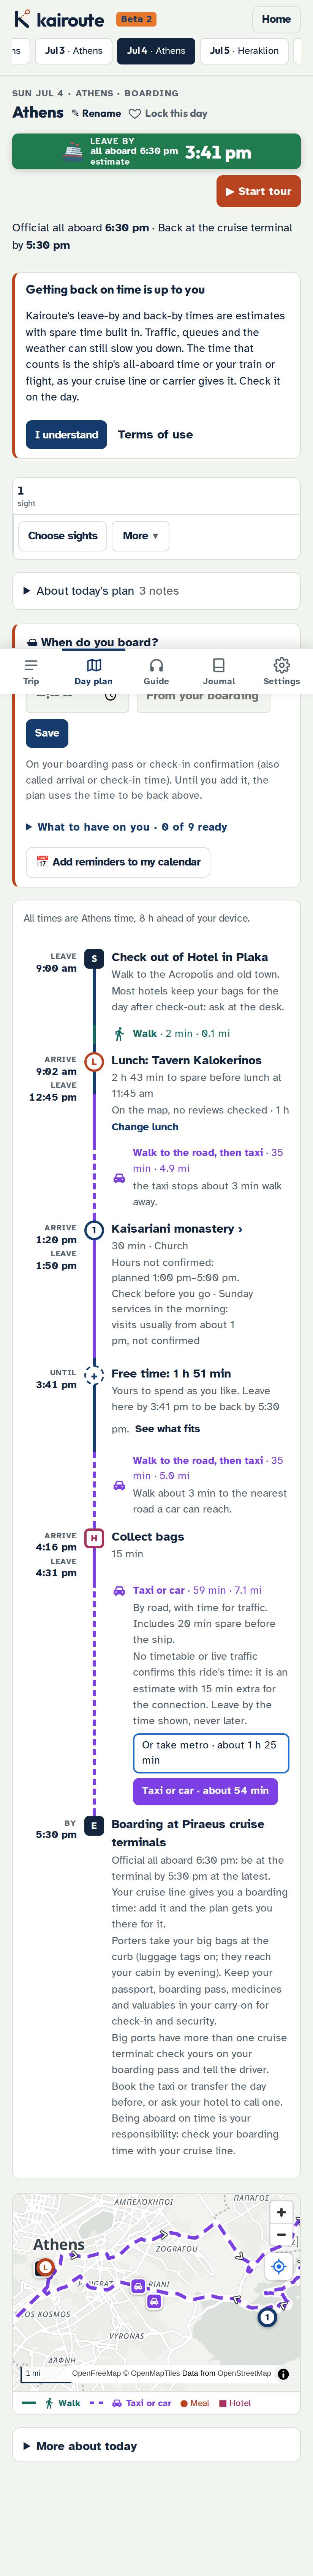 kairoute
Beta 2
Home
ns
Jul 3 · Athens
Jul 4 · Athens
Jul 5 · Heraklion
SUN JUL 4 · ATHENS · BOARDING
Athens
✎ Rename
Lock this day
LEAVE BY
all aboard 6:30 pm
estimate
3:41 pm
▶ Start tour
Official all aboard 6:30 pm · Back at the cruise terminal
by 5:30 pm
Getting back on time is up to you
Kairoute's leave-by and back-by times are estimates
with spare time built in. Traffic, queues and the
weather can still slow you down. The time that
counts is the ship's all-aboard time or your train or
flight, as your cruise line or carrier gives it. Check it
on the day.
I understand
Terms of use
1
sight
Choose sights
More ▼
▶ About today's plan 3 notes
When do you board?
Trip
Day plan
Guide
Journal
Settings
--:-- --
From your boarding
Save
On your boarding pass or check-in confirmation (also
called arrival or check-in time). Until you add it, the
plan uses the time to be back above.
▶ What to have on you · 0 of 9 ready
Add reminders to my calendar
All times are Athens time, 8 h ahead of your device.
LEAVE
9:00 am
S
Check out of Hotel in Plaka
Walk to the Acropolis and old town.
Most hotels keep your bags for the
day after check-out: ask at the desk.
Walk · 2 min · 0.1 mi
ARRIVE
9:02 am
LEAVE
12:45 pm
L
Lunch: Tavern Kalokerinos
2 h 43 min to spare before lunch at
11:45 am
On the map, no reviews checked · 1 h
Change lunch
Walk to the road, then taxi · 35
min · 4.9 mi
the taxi stops about 3 min walk
away.
ARRIVE
1:20 pm
LEAVE
1:50 pm
1
Kaisariani monastery ›
30 min · Church
Hours not confirmed:
planned 1:00 pm–5:00 pm.
Check before you go · Sunday
services in the morning:
visits usually from about 1
pm, not confirmed
UNTIL
3:41 pm
+
Free time: 1 h 51 min
Yours to spend as you like. Leave
here by 3:41 pm to be back by 5:30
pm. See what fits
Walk to the road, then taxi · 35
min · 5.0 mi
Walk about 3 min to the nearest
road a car can reach.
ARRIVE
4:16 pm
LEAVE
4:31 pm
H
Collect bags
15 min
Taxi or car · 59 min · 7.1 mi
By road, with time for traffic.
Includes 20 min spare before
the ship.
No timetable or live traffic
confirms this ride's time: it is an
estimate with 15 min extra for
the connection. Leave by the
time shown, never later.
Or take metro · about 1 h 25
min
Taxi or car · about 54 min
BY
5:30 pm
E
Boarding at Piraeus cruise
terminals
Official all aboard 6:30 pm: be at the
terminal by 5:30 pm at the latest.
Your cruise line gives you a boarding
time: add it and the plan gets you
there for it.
Porters take your big bags at the
curb (luggage tags on; they reach
your cabin by evening). Keep your
passport, boarding pass, medicines
and valuables in your carry-on for
check-in and security.
Big ports have more than one cruise
terminal: check yours on your
boarding pass and tell the driver.
Book the taxi or transfer the day
before, or ask your hotel to call one.
Being aboard on time is your
responsibility: check your boarding
time with your cruise line.
ΑΜΠΕΛΟΚΗΠΟΙ
ΠΑΠΑΓΟΣ
Athens
ZOGRAFOU
L
1
OS KOSMOS
VYRONAS
ΔΑΦΝΗ
+
−
1 mi
OpenFreeMap © OpenMapTiles Data from OpenStreetMap
Walk
Taxi or car
Meal
Hotel
▶ More about today